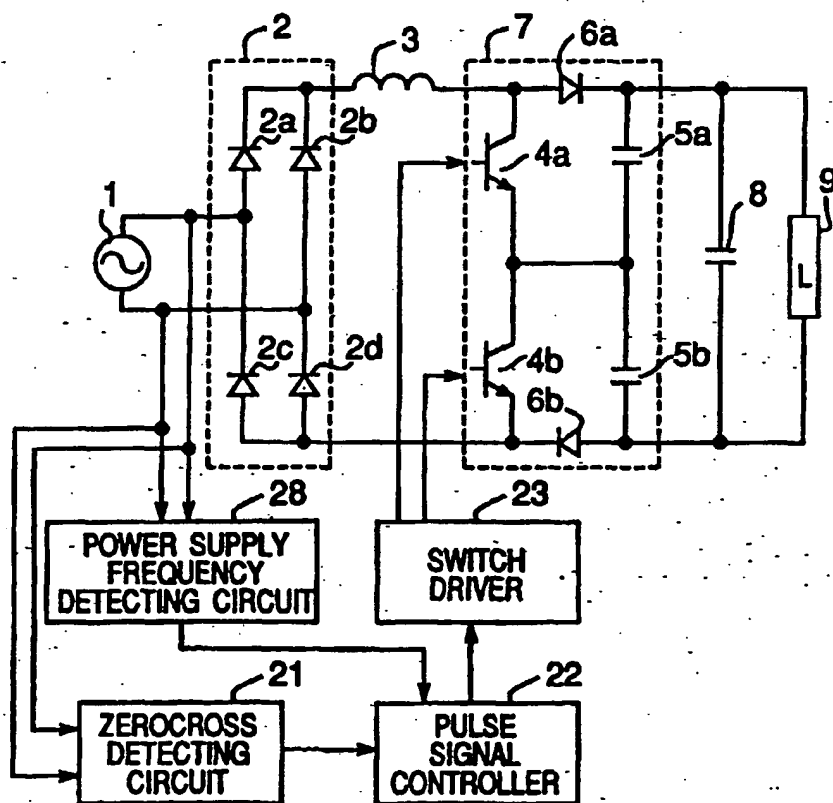 2
3
7
6a
2a
2b
4a
5a
1
8
9
L
2c
2d
4b
5b
6b
28
23
POWER SUPPLY
FREQUENCY
DETECTING CIRCUIT
SWITCH
DRIVER
21
22
ZEROCROSS
DETECTING
CIRCUIT
PULSE
SIGNAL
CONTROLLER